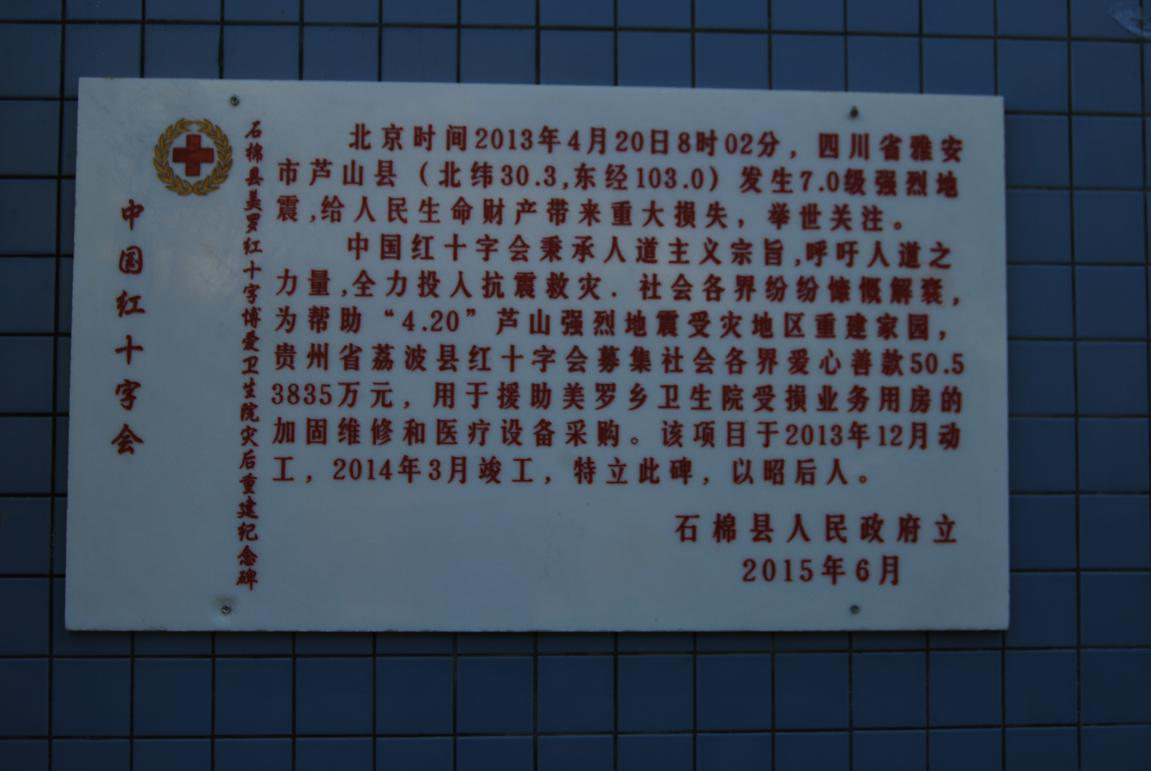 中国红十字会
石棉县美罗红十字博爱卫生院灾后重建纪念碑
北京时间2013年4月20日8时02分，四川省雅安
市芦山县（北纬30.3,东经103.0）发生7.0级强烈地
震,给人民生命财产带来重大损失，举世关注。
中国红十字会秉承人道主义宗旨,呼吁人道之
力量,全力投入抗震救灾.社会各界纷纷慷慨解囊，
为帮助“4.20”芦山强烈地震受灾地区重建家园，
贵州省荔波县红十字会募集社会各界爱心善款50.5
3835万元，用于援助美罗乡卫生院受损业务用房的
加固维修和医疗设备采购。该项目于2013年12月动
工，2014年3月竣工，特立此碑，以昭后人。
石棉县人民政府立
2015年6月